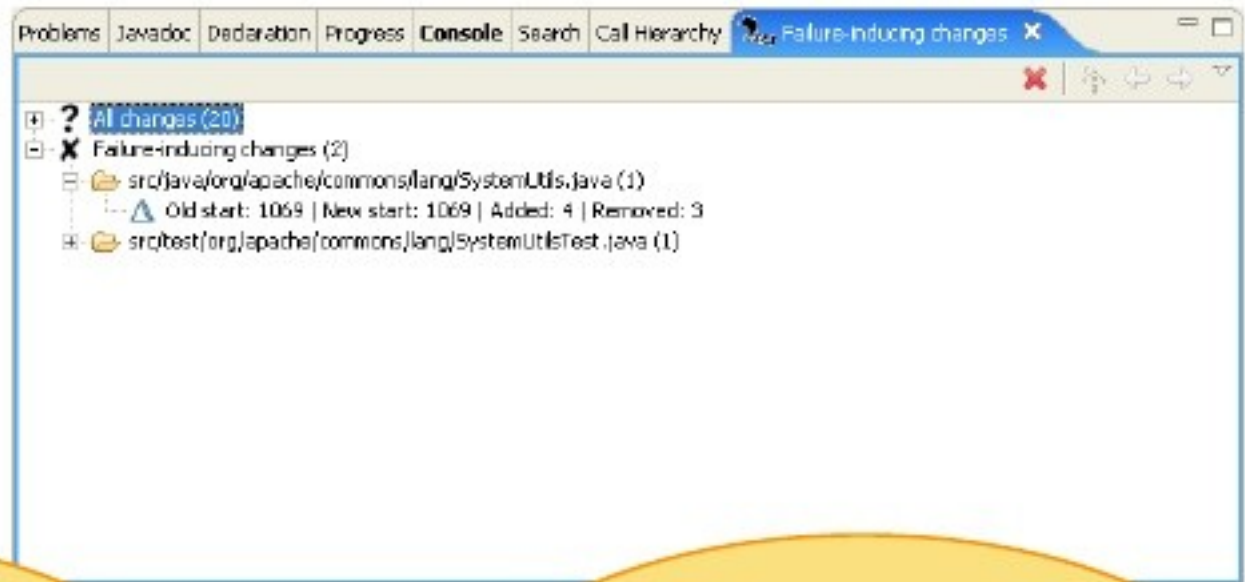 Problems Javadoc Declaration Progress Console Search Call Hierarchy Failure-inducing changes
All changes (20)
Failure-inducing changes (2)
src/java/org/apache/commons/lang/SystemUtils.java (1)
Old start: 1069 | New start: 1069 | Added: 4 | Removed: 3
src/test/org/apache/commons/lang/SystemUtilsTest.java (1)